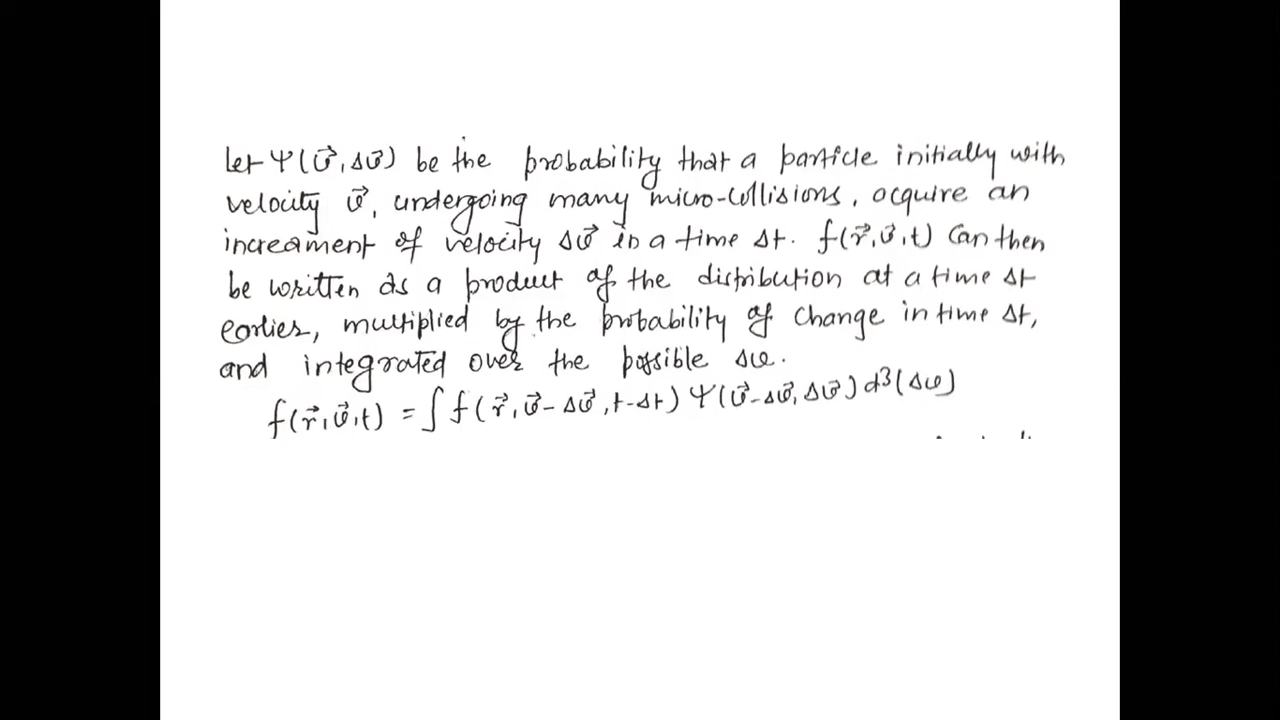 let Ψ(v⃗, Δv⃗) be the probability that a particle initially with
velocity v⃗, undergoing many micro-collisions, acquire an
increament of velocity Δv⃗ in a time Δt. f(r⃗,v⃗,t) can then
be written as a product of the distribution at a time Δt
earlies, multiplied by the probability of change in time Δt,
and integrated over the possible Δv.
f(r⃗,v⃗,t) = ∫ f(r⃗, v⃗-Δv⃗, t-Δt) Ψ(v⃗-Δv⃗, Δv⃗) d³(Δv)